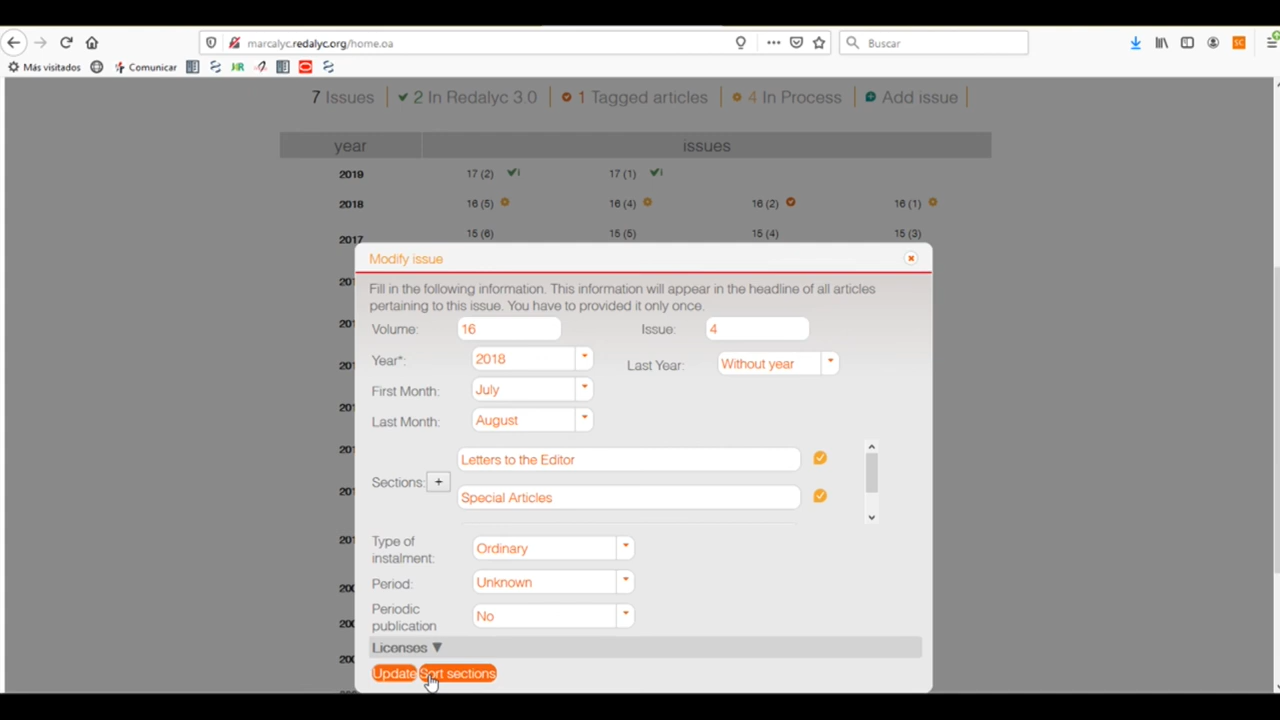 marcalyc.redalyc.org/home.oa
Buscar
Más visitados
Comunicar
7 Issues
2 In Redalyc 3.0
1 Tagged articles
4 In Process
Add issue
year issues
2019 17 (2) 17 (1)
2018 16 (5) 16 (4) 16 (2) 16 (1)
2017 15 (6) 15 (5) 15 (4) 15 (3)
Modify issue
Fill in the following information. This information will appear in the headline of all articles
pertaining to this issue. You have to provided it only once.
Volume: 16 Issue: 4
Year*: 2018 Last Year: Without year
First Month: July
Last Month: August
Letters to the Editor
Sections: +
Special Articles
Type of
instalment: Ordinary
Period: Unknown
Periodic
publication No
Licenses ▼
Update Sort sections